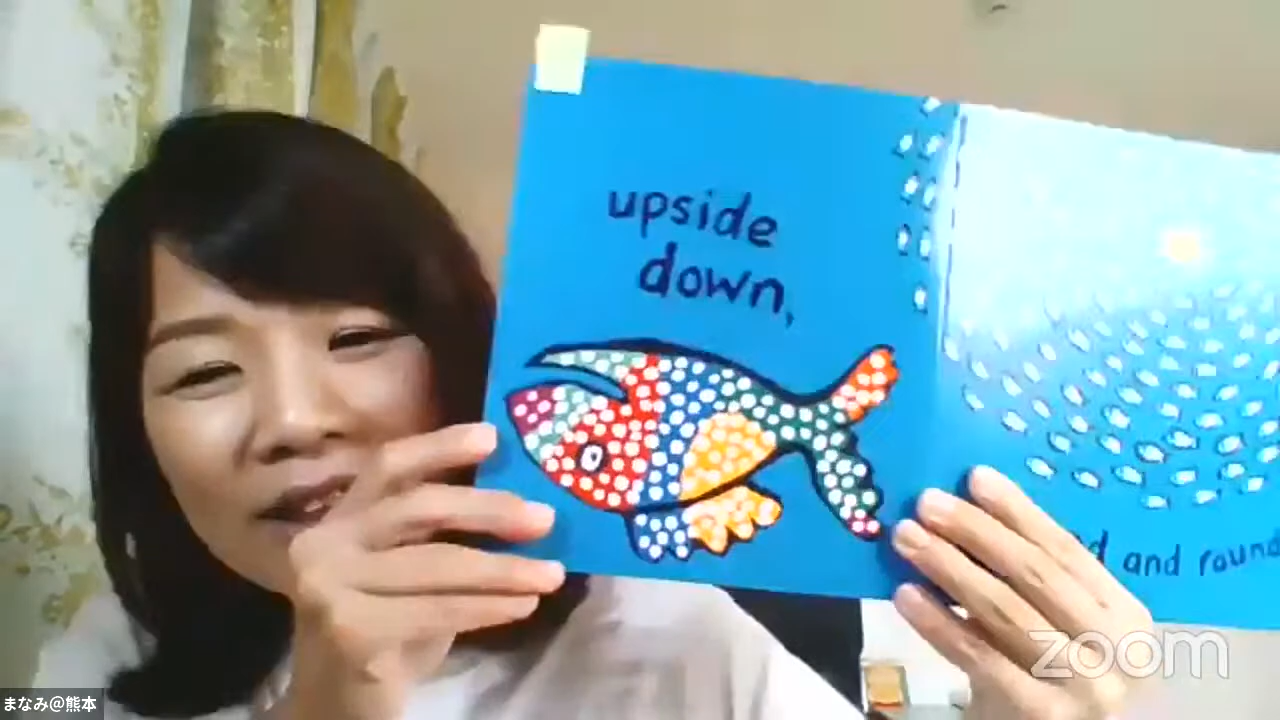 upside
down,
and round
zoom
まなみ@熊本